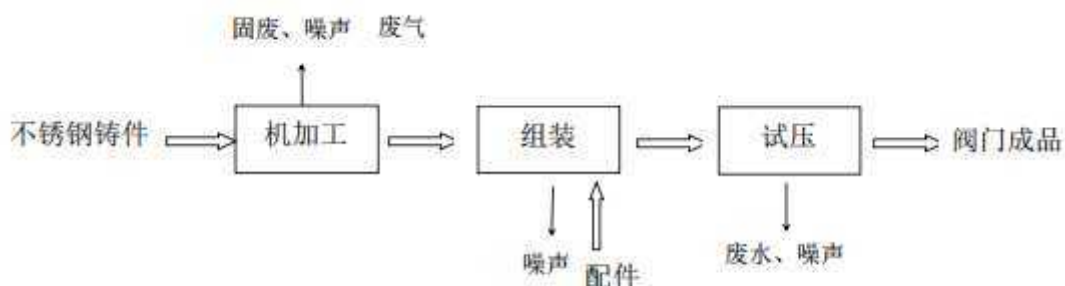 固废、噪声 废气
不锈钢铸件 机加工 组装 试压 阀门成品
噪声 配件 废水、噪声